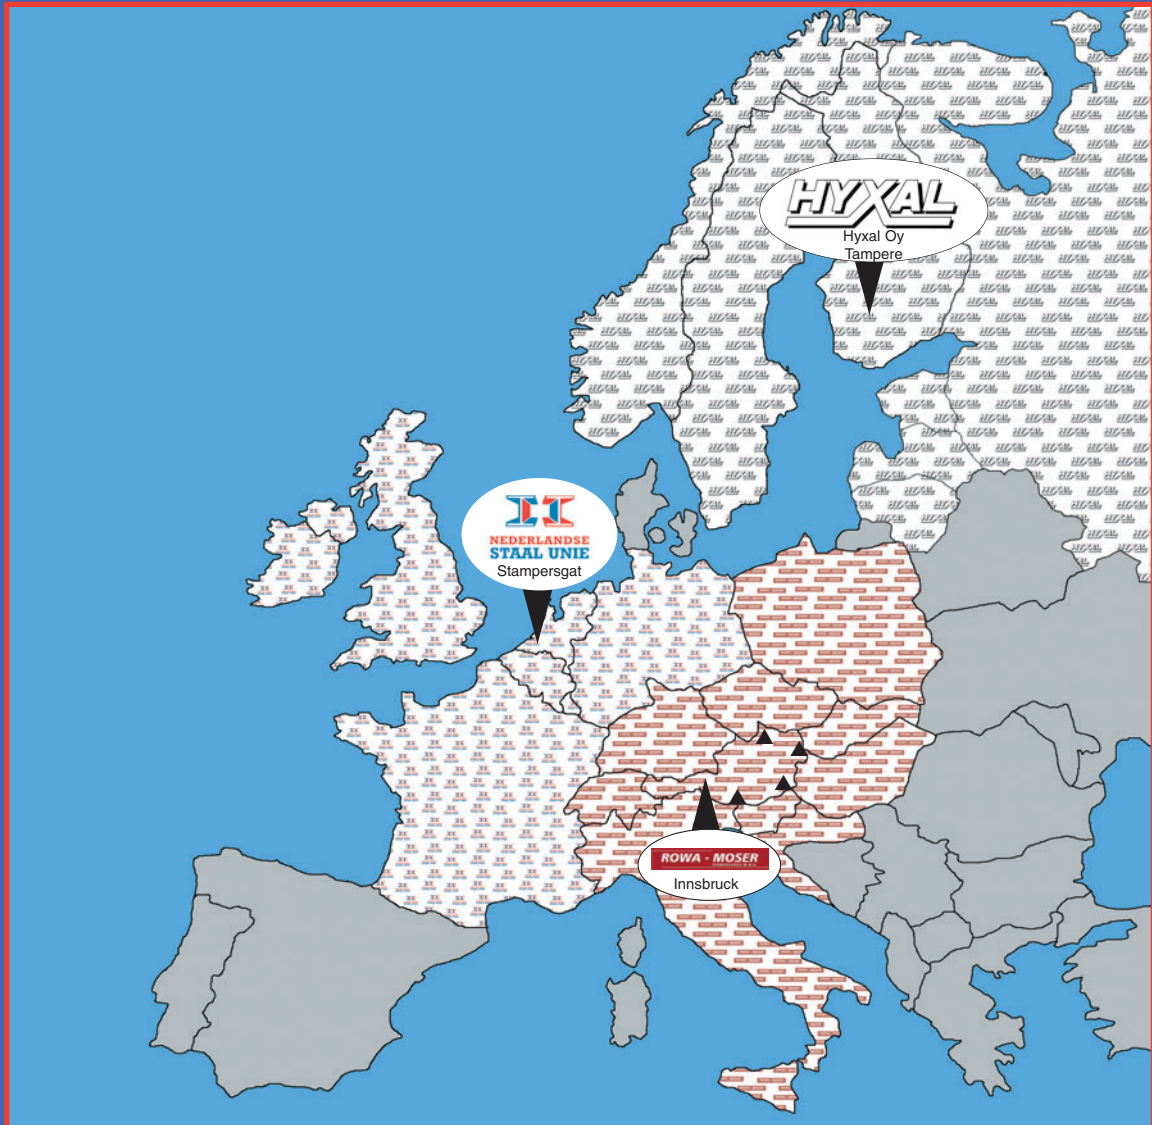 HYXAL
Hyxal Oy
Tampere
NEDERLANDSE
STAAL UNIE
Stampersgat
ROWA - MOSER
Innsbruck